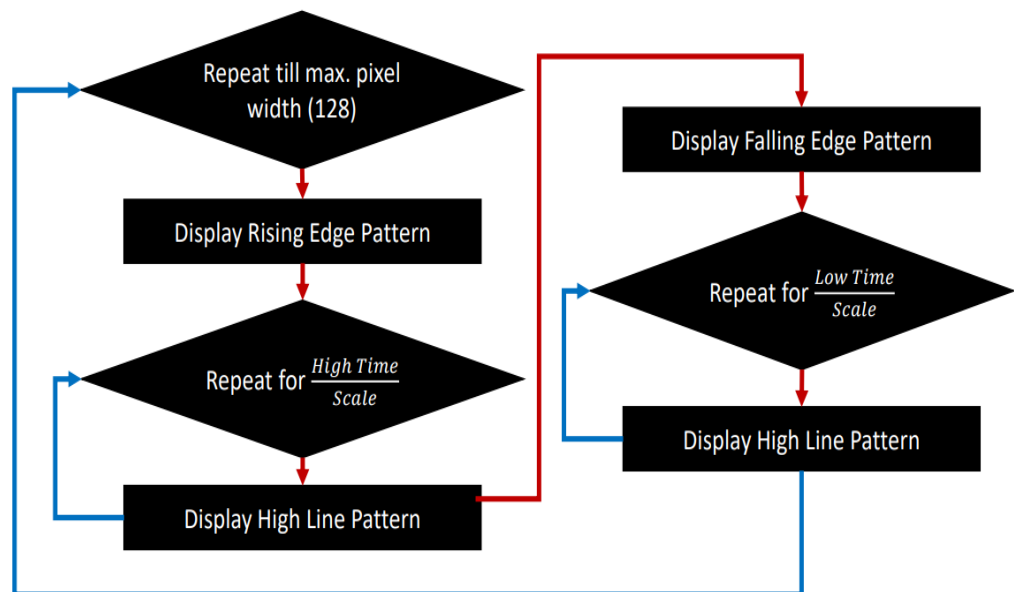 Repeat till max. pixel
width (128)
Display Rising Edge Pattern
Repeat for High Time/Scale
Display High Line Pattern
Display Falling Edge Pattern
Repeat for Low Time/Scale
Display High Line Pattern